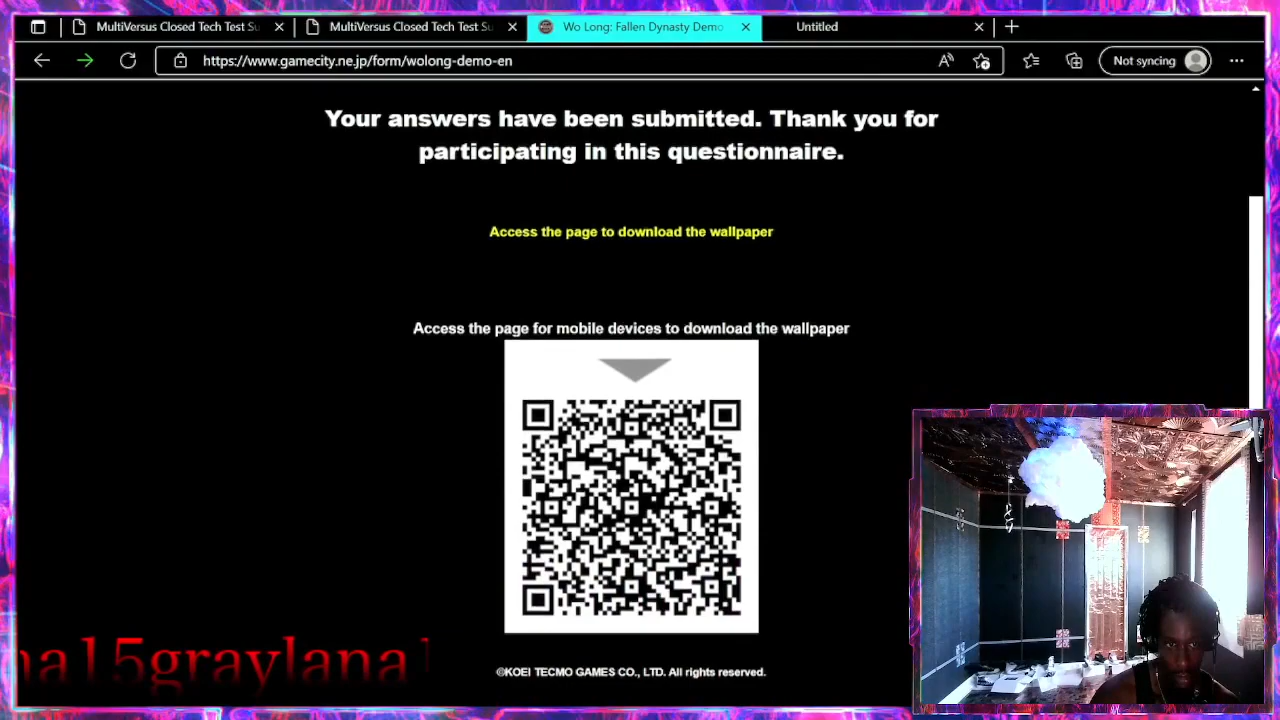 MultiVersus Closed Tech Test Su
MultiVersus Closed Tech Test Su
Wo Long: Fallen Dynasty Demo
Untitled
https://www.gamecity.ne.jp/form/wolong-demo-en
Not syncing
Your answers have been submitted. Thank you for
participating in this questionnaire.
Access the page to download the wallpaper
Access the page for mobile devices to download the wallpaper
©KOEI TECMO GAMES CO., LTD. All rights reserved.
na15graylana1